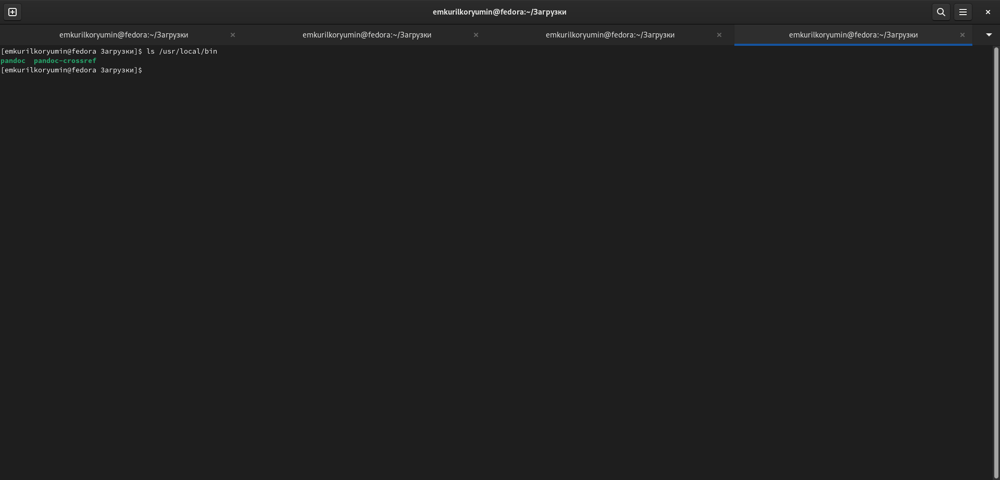 emkurilkoryumin@fedora:~/Загрузки
emkurilkoryumin@fedora:~/Загрузки emkurilkoryumin@fedora:~/Загрузки emkurilkoryumin@fedora:~/Загрузки emkurilkoryumin@fedora:~/Загрузки
[emkurilkoryumin@fedora Загрузки]$ ls /usr/local/bin
pandoc  pandoc-crossref
[emkurilkoryumin@fedora Загрузки]$